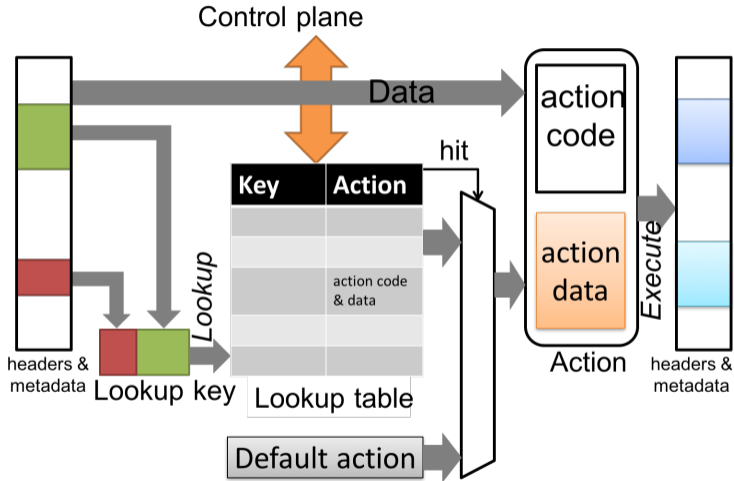 Control plane
Data
action
code
hit
Key Action
action code
& data
Lookup
action
data
Execute
headers &
metadata
Lookup key
Lookup table
Action
headers &
metadata
Default action